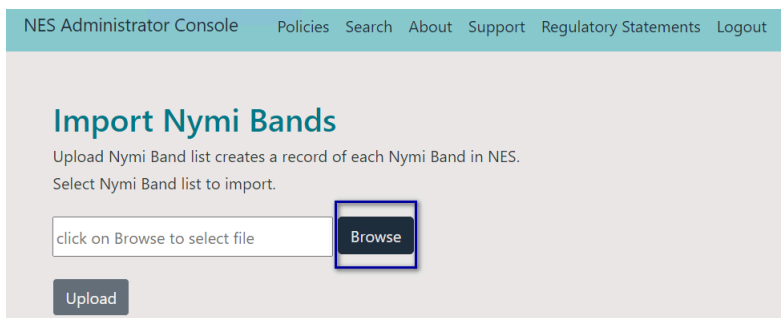 NES Administrator Console Policies Search About Support Regulatory Statements Logout
Import Nymi Bands
Upload Nymi Band list creates a record of each Nymi Band in NES.
Select Nymi Band list to import.
click on Browse to select file Browse
Upload